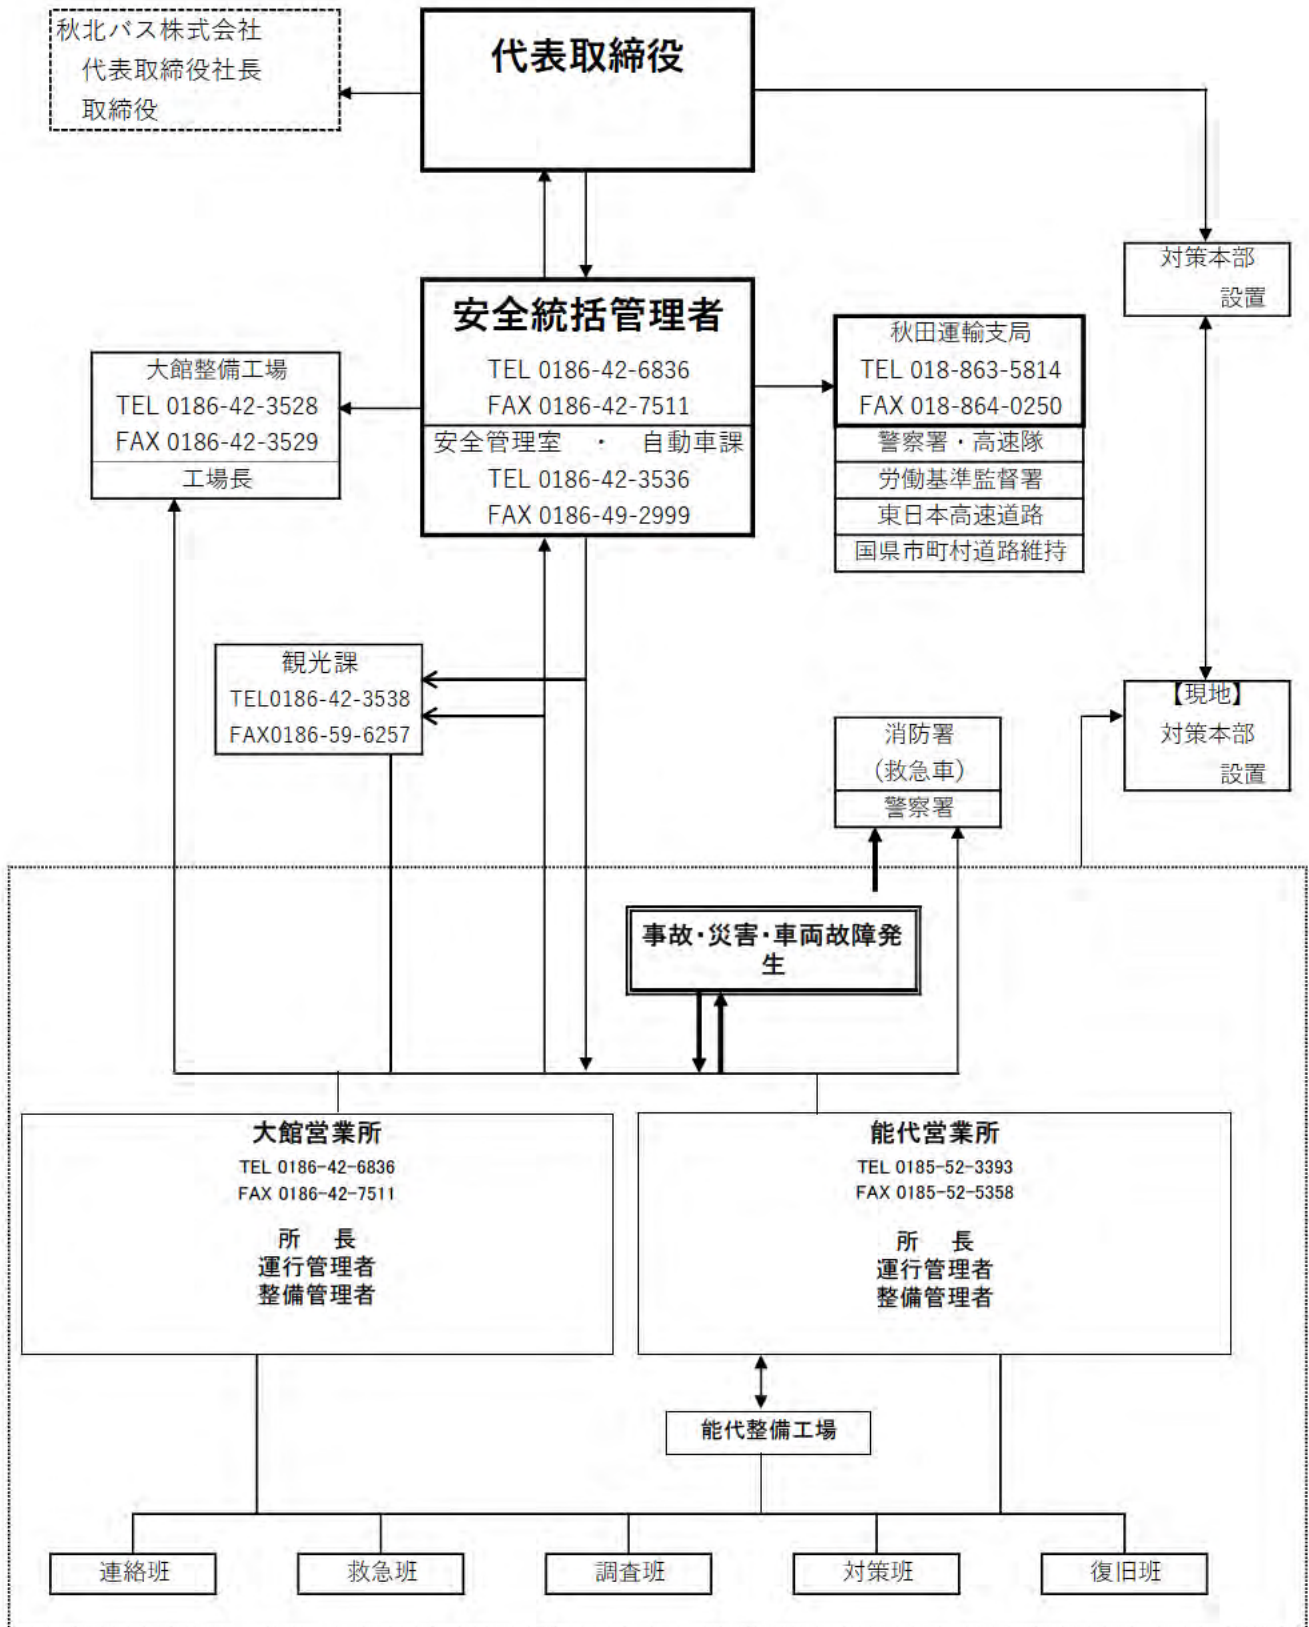 秋北バス株式会社
代表取締役社長
取締役
代表取締役
対策本部
設置
安全統括管理者
TEL 0186-42-6836
FAX 0186-42-7511
安全管理室 ・ 自動車課
TEL 0186-42-3536
FAX 0186-49-2999
秋田運輸支局
TEL 018-863-5814
FAX 018-864-0250
警察署・高速隊
労働基準監督署
東日本高速道路
国県市町村道路維持
大館整備工場
TEL 0186-42-3528
FAX 0186-42-3529
工場長
観光課
TEL0186-42-3538
FAX0186-59-6257
【現地】
対策本部
設置
消防署
(救急車)
警察署
事故・災害・車両故障発
生
大館営業所
TEL 0186-42-6836
FAX 0186-42-7511
所 長
運行管理者
整備管理者
能代営業所
TEL 0185-52-3393
FAX 0185-52-5358
所 長
運行管理者
整備管理者
能代整備工場
連絡班
救急班
調査班
対策班
復旧班